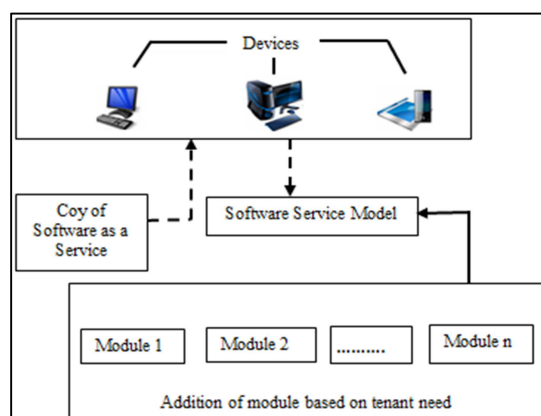 Devices
Coy of
Software as a
Service
Software Service Model
Module 1
Module 2
..........
Module n
Addition of module based on tenant need